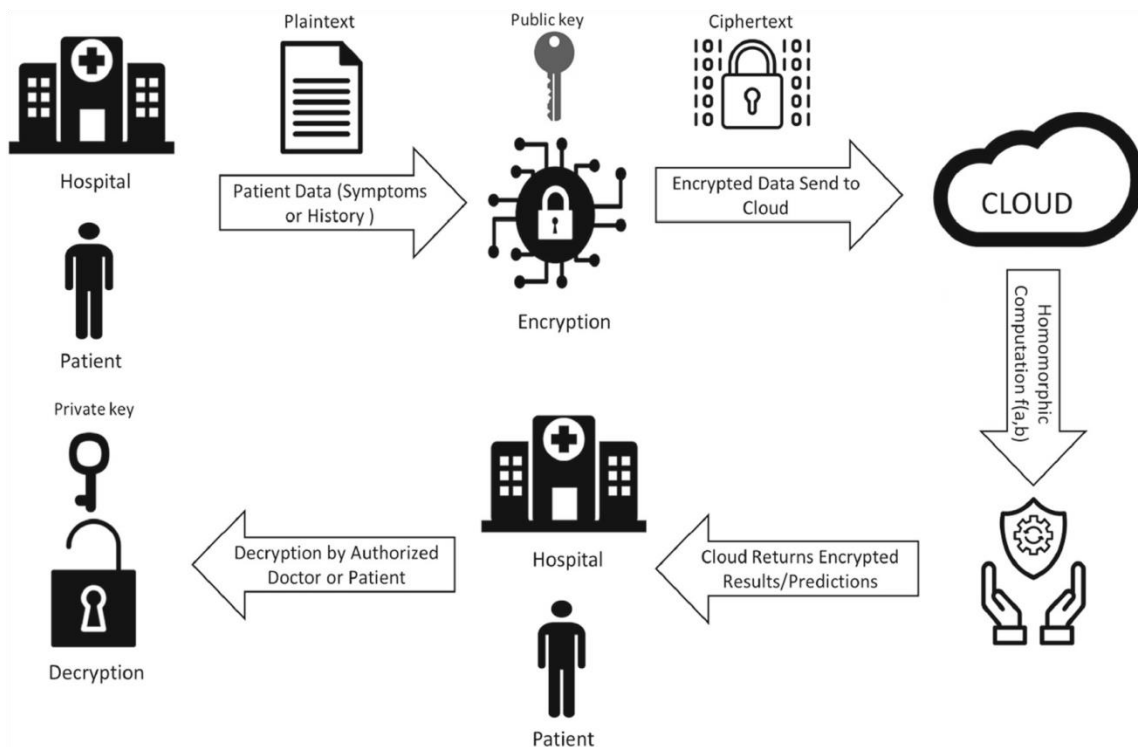 Plaintext
Public key
Ciphertext
Hospital
Patient Data (Symptoms
or History )
Encrypted Data Send to
Cloud
CLOUD
Encryption
Patient
Homomorphic
Computation f(a,b)
Private key
Decryption by Authorized
Doctor or Patient
Hospital
Cloud Returns Encrypted
Results/Predictions
Decryption
Patient